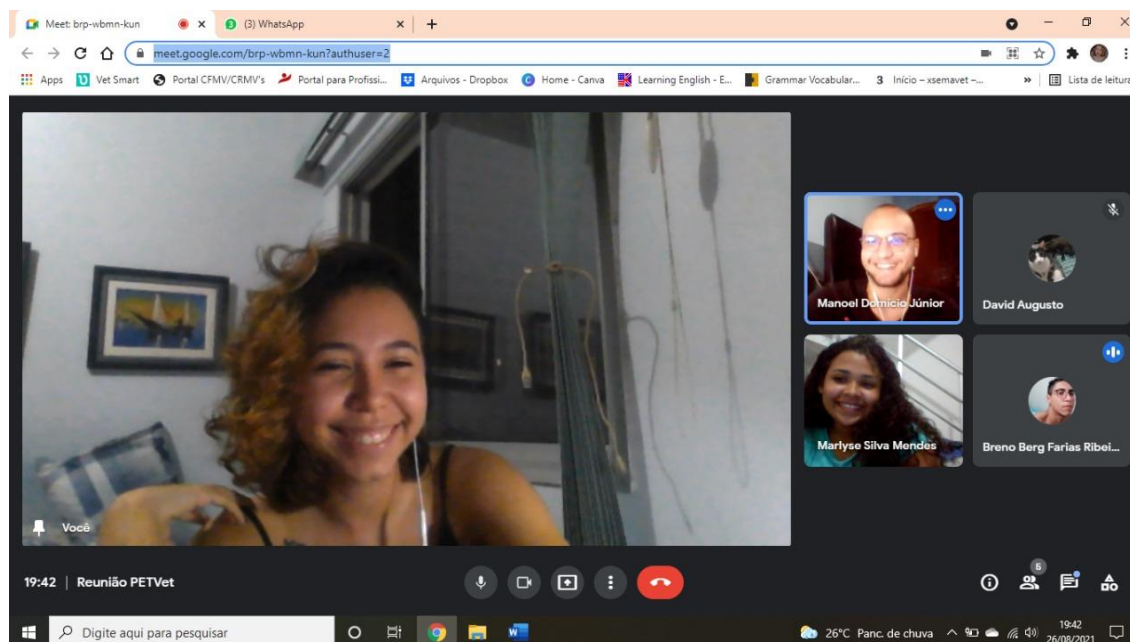 Meet: brp-wbmn-kun
(3) WhatsApp
meet.google.com/brp-wbmn-kun?authuser=2
Apps Vet Smart Portal CFMV/CRMV's Portal para Profissi... Arquivos - Dropbox Home - Canva Learning English - E... Grammar Vocabular... 3 Início – xsemavet –... » Lista de leitura
Manoel Domicio Júnior
David Augusto
Marlyse Silva Mendes
Breno Berg Farias Ribei...
Você
19:42 | Reunião PETVet
5
Digite aqui para pesquisar
26°C Panc. de chuva
19:42
26/08/2021